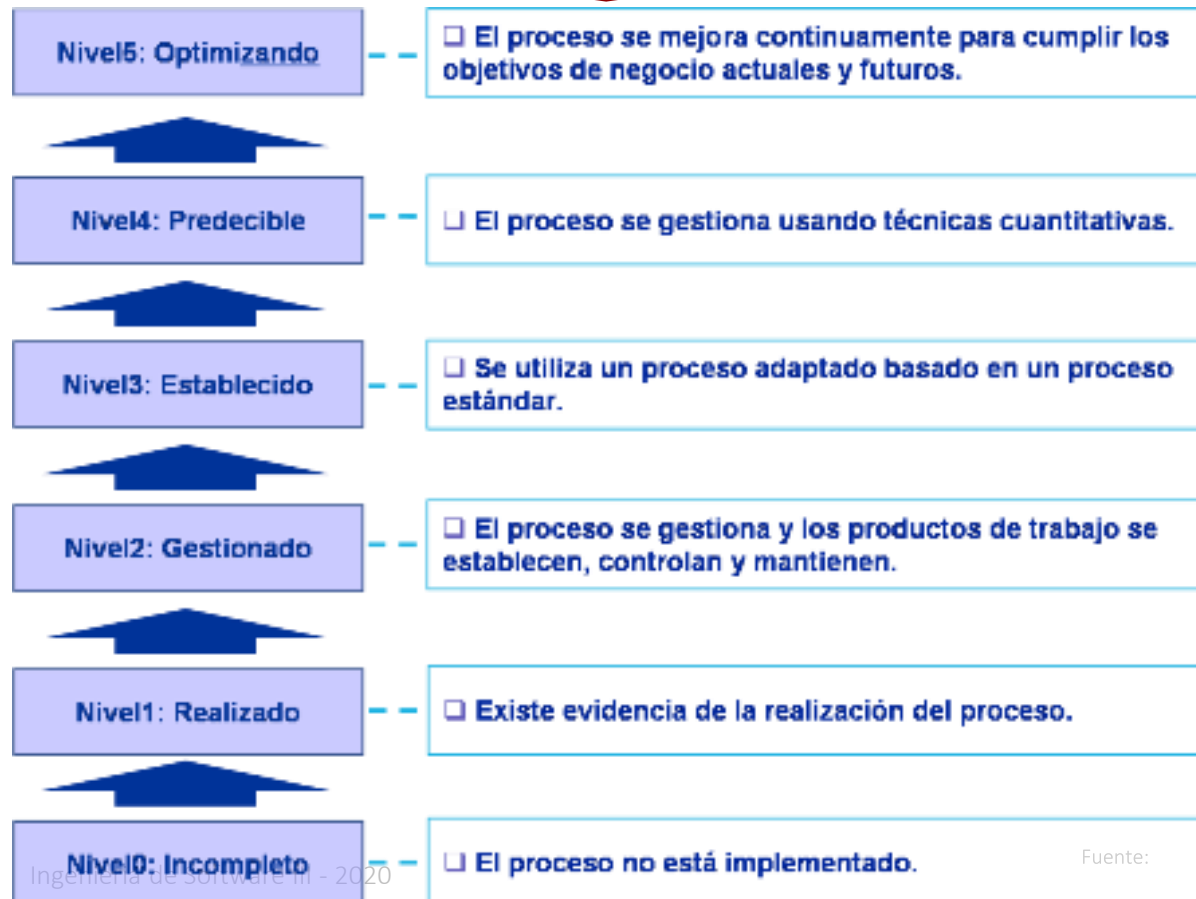 Nivel5: Optimizando
❑ El proceso se mejora continuamente para cumplir los
objetivos de negocio actuales y futuros.
Nivel4: Predecible
❑ El proceso se gestiona usando técnicas cuantitativas.
Nivel3: Establecido
❑ Se utiliza un proceso adaptado basado en un proceso
estándar.
Nivel2: Gestionado
❑ El proceso se gestiona y los productos de trabajo se
establecen, controlan y mantienen.
Nivel1: Realizado
❑ Existe evidencia de la realización del proceso.
Nivel0: Incompleto
❑ El proceso no está implementado.
Fuente:
Ingeniería de Software III - 2020